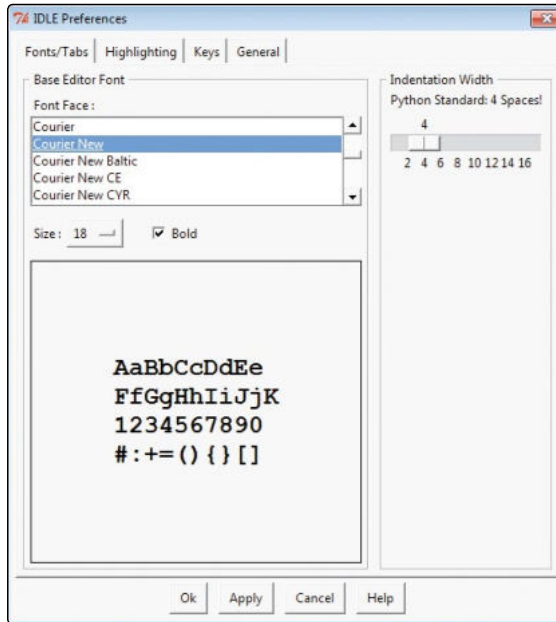 IDLE Preferences
Fonts/Tabs Highlighting Keys General
Base Editor Font
Font Face :
Courier
Courier New
Courier New Baltic
Courier New CE
Courier New CYR
Size : 18 Bold
AaBbCcDdEe
FfGgHhIiJjK
1234567890
#:+=(){}[]
Indentation Width
Python Standard: 4 Spaces!
4
2 4 6 8 10 12 14 16
Ok Apply Cancel Help